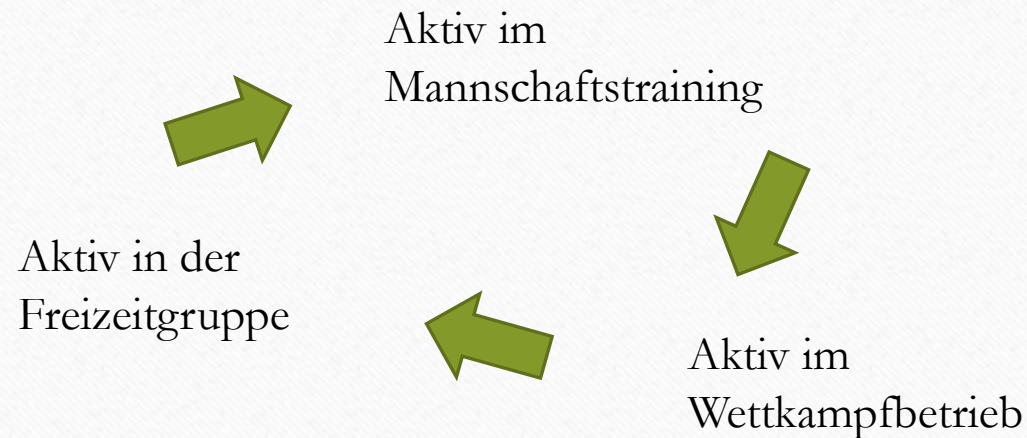 Aktiv im
Mannschaftstraining
Aktiv in der
Freizeitgruppe
Aktiv im
Wettkampfbetrieb